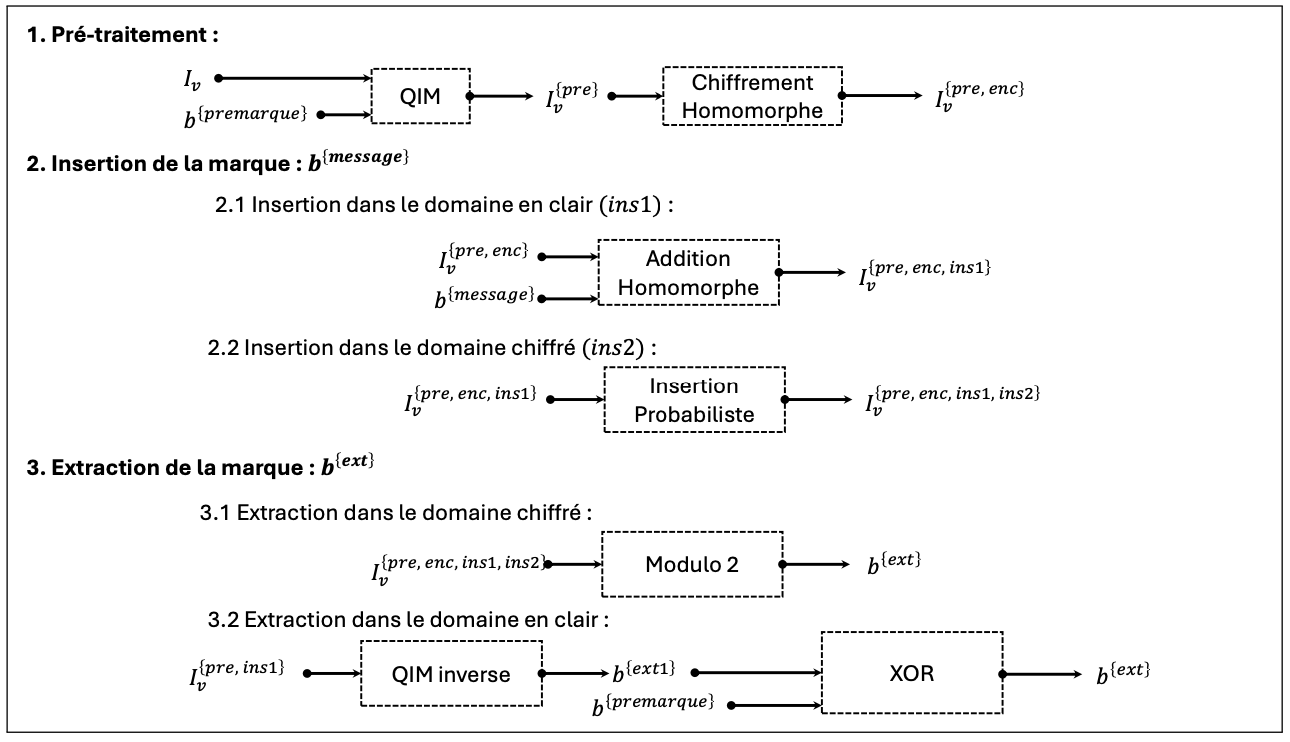 1. Pré-traitement :
I_v
b^{premarque}
QIM
I_v^{pre}
Chiffrement
Homomorphe
I_v^{pre, enc}
2. Insertion de la marque : b^{message}
2.1 Insertion dans le domaine en clair (ins1) :
I_v^{pre, enc}
b^{message}
Addition
Homomorphe
I_v^{pre, enc, ins1}
2.2 Insertion dans le domaine chiffré (ins2) :
I_v^{pre, enc, ins1}
Insertion
Probabiliste
I_v^{pre, enc, ins1, ins2}
3. Extraction de la marque : b^{ext}
3.1 Extraction dans le domaine chiffré :
I_v^{pre, enc, ins1, ins2}
Modulo 2
b^{ext}
3.2 Extraction dans le domaine en clair :
I_v^{pre, ins1}
QIM inverse
b^{ext1}
b^{premarque}
XOR
b^{ext}